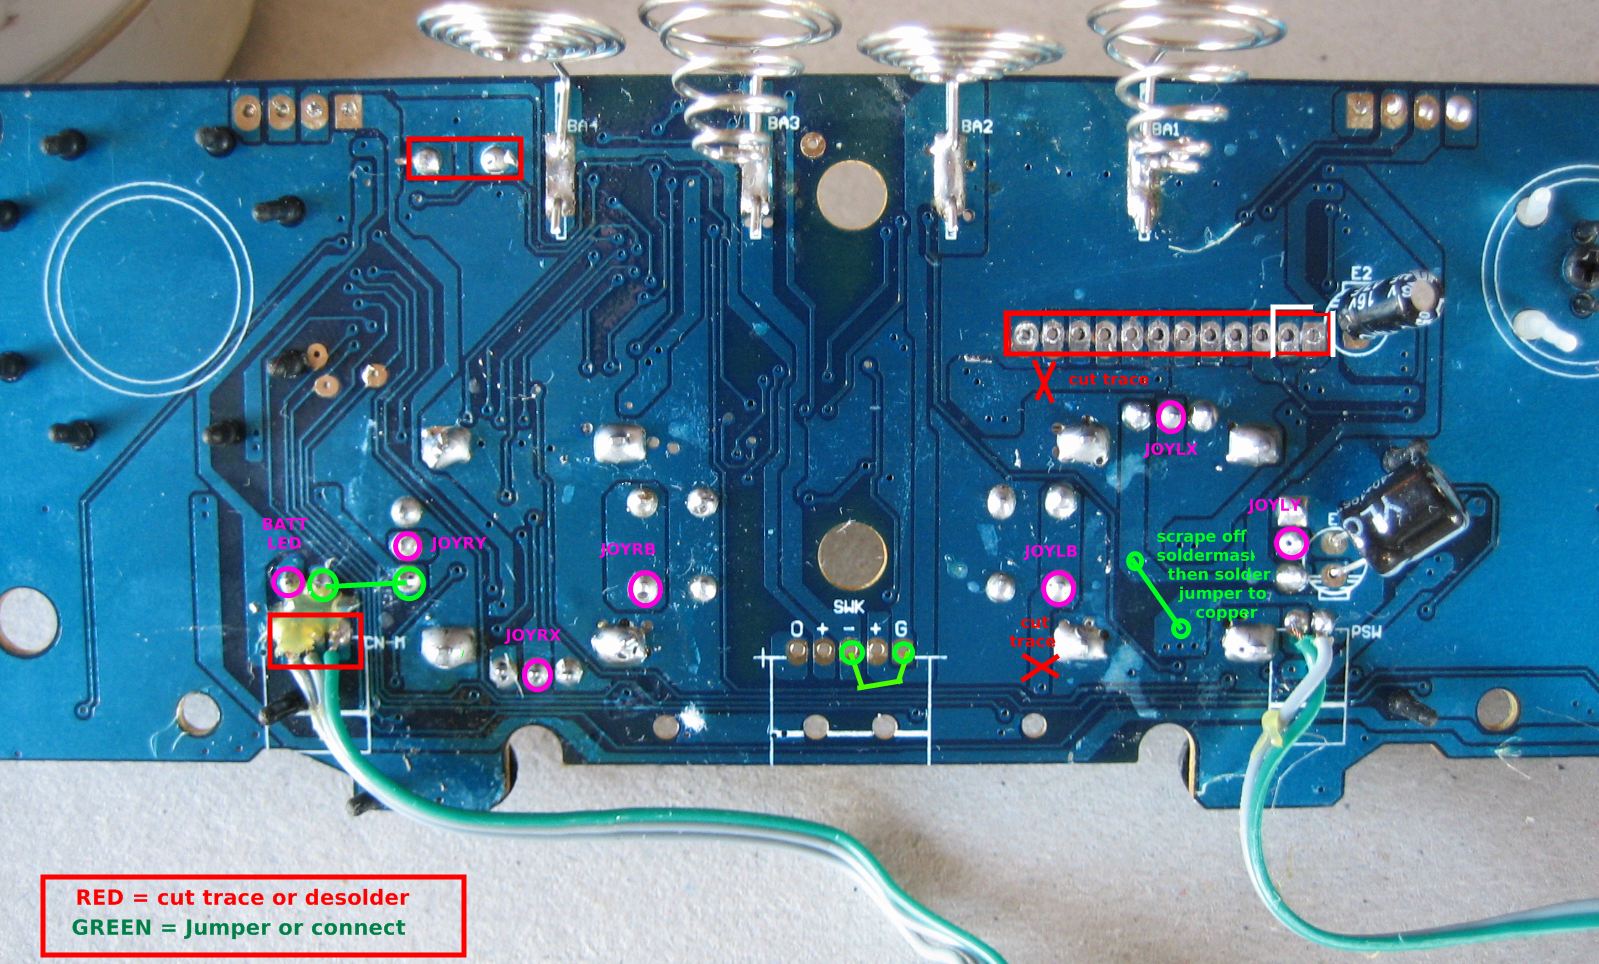 BA4
BA3
BA2
BA1
E2
cut trace
JOYLX
BATT
LED
JOYRY
JOYRB
JOYLB
JOYLY
scrape off
soldermask
then solder
jumper to
copper
SWK
O + - + G
cut
trace
JOYRX
CN-M
PSW
RED = cut trace or desolder
GREEN = Jumper or connect